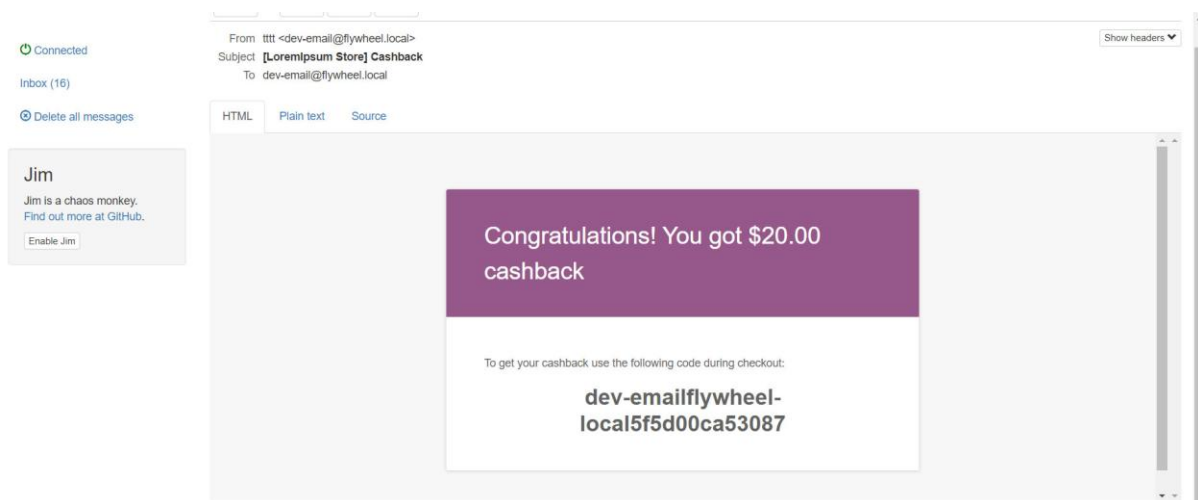 Connected
Inbox (16)
Delete all messages
Jim
Jim is a chaos monkey.
Find out more at GitHub.
Enable Jim
From tttt <dev-email@flywheel.local>
Show headers
Subject [LoremIpsum Store] Cashback
To dev-email@flywheel.local
HTML Plain text Source
Congratulations! You got $20.00
cashback
To get your cashback use the following code during checkout:
dev-emailflywheel-
local5f5d00ca53087